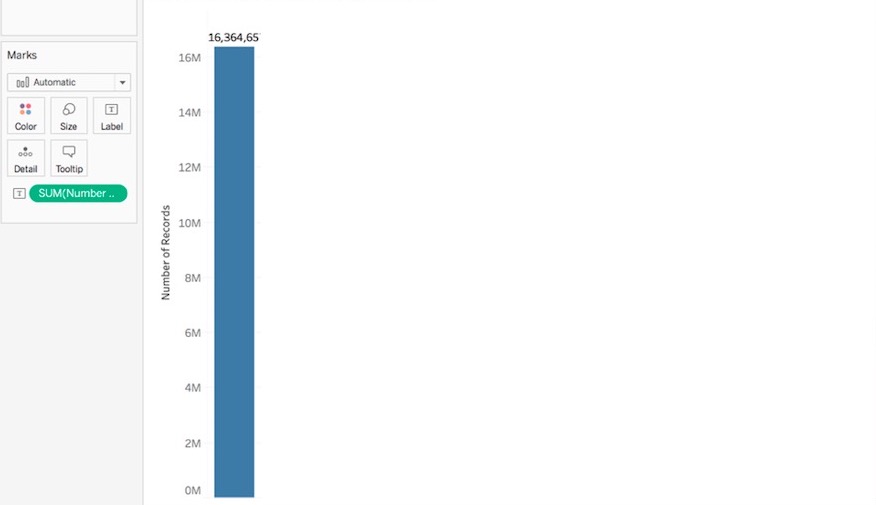 Marks
Automatic
Color Size Label
Detail Tooltip
SUM(Number ..
16,364,65
16M
14M
12M
10M
8M
6M
4M
2M
0M
Number of Records